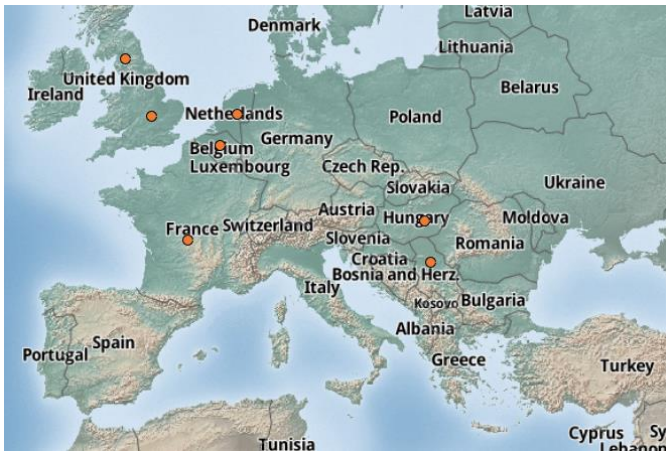 Latvia
Denmark
Lithuania
United Kingdom
Belarus
Ireland
Netherlands
Poland
Germany
Belgium
Luxembourg
Czech Rep.
Slovakia
Ukraine
Austria
Hungary
Moldova
France
Switzerland
Slovenia
Romania
Croatia
Bosnia and Herz.
Italy
Kosovo
Bulgaria
Albania
Portugal
Spain
Greece
Turkey
Cyprus
Sy
Tunisia
Lebanon